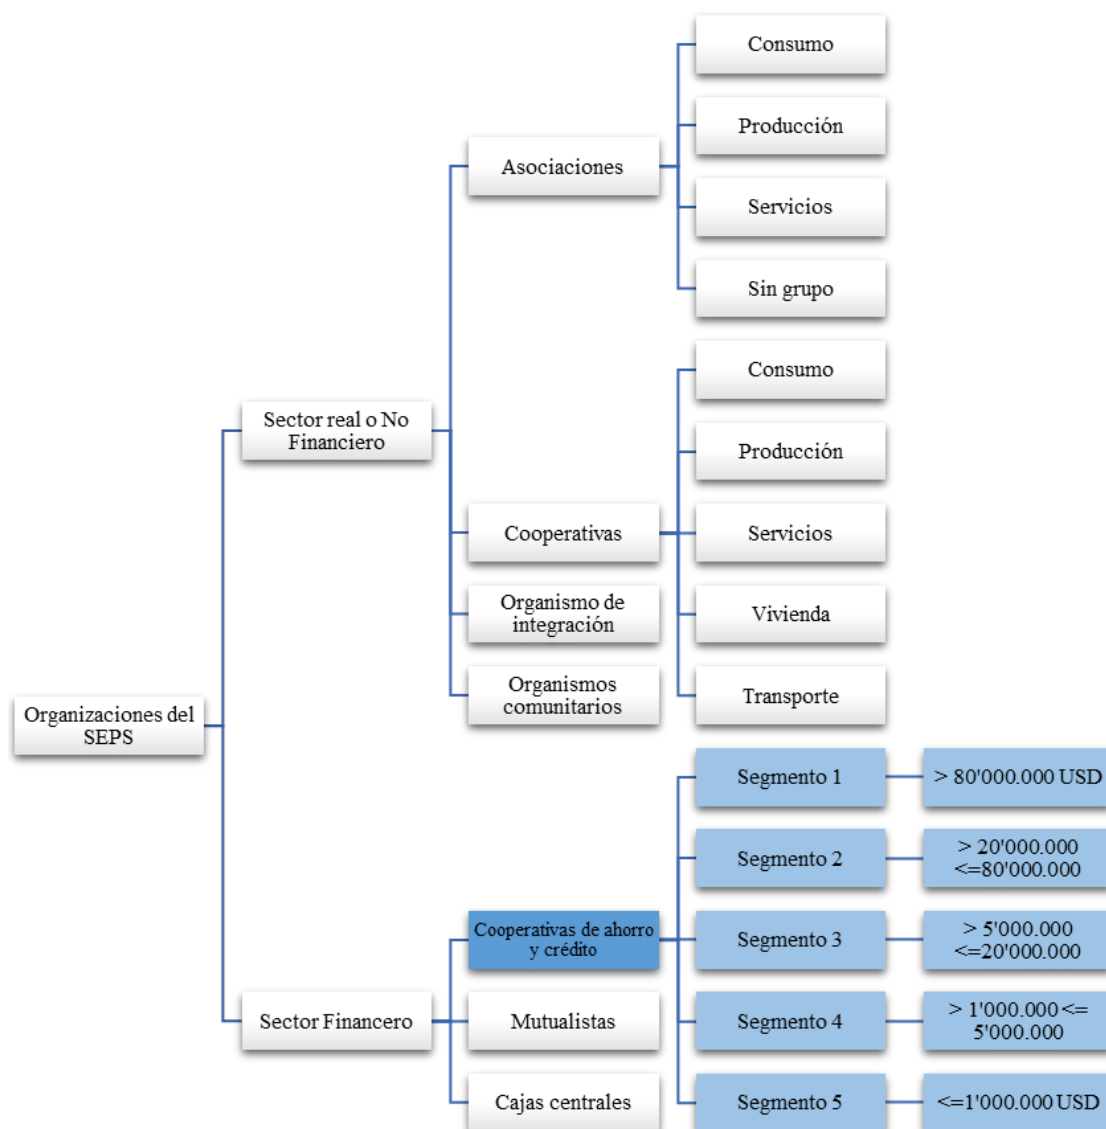 Consumo
Producción
Asociaciones
Servicios
Sin grupo
Consumo
Sector real o No
Financiero
Producción
Cooperativas
Servicios
Organismo de
integración
Vivienda
Organismos
comunitarios
Transporte
Organizaciones del
SEPS
Segmento 1
> 80'000.000 USD
Segmento 2
> 20'000.000
<=80'000.000
Cooperativas de ahorro
y crédito
Segmento 3
> 5'000.000
<=20'000.000
Sector Financero
Mutualistas
Segmento 4
> 1'000.000 <=
5'000.000
Cajas centrales
Segmento 5
<=1'000.000 USD